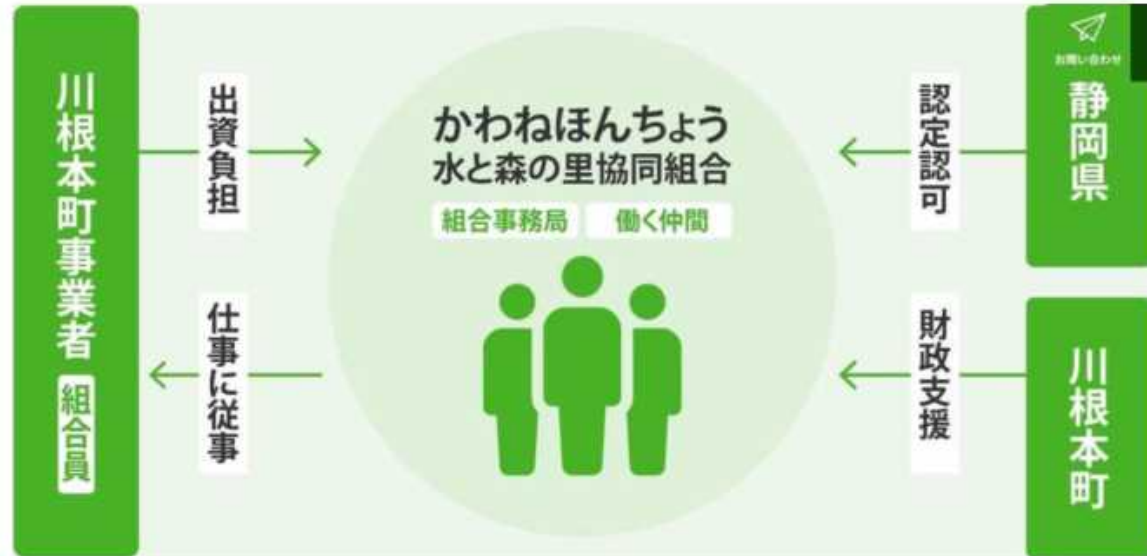 川根本町事業者
組合員
出資負担
仕事に従事
かわねほんちょう
水と森の里協同組合
組合事務局
働く仲間
認定認可
財政支援
お問い合わせ
静岡県
川根本町